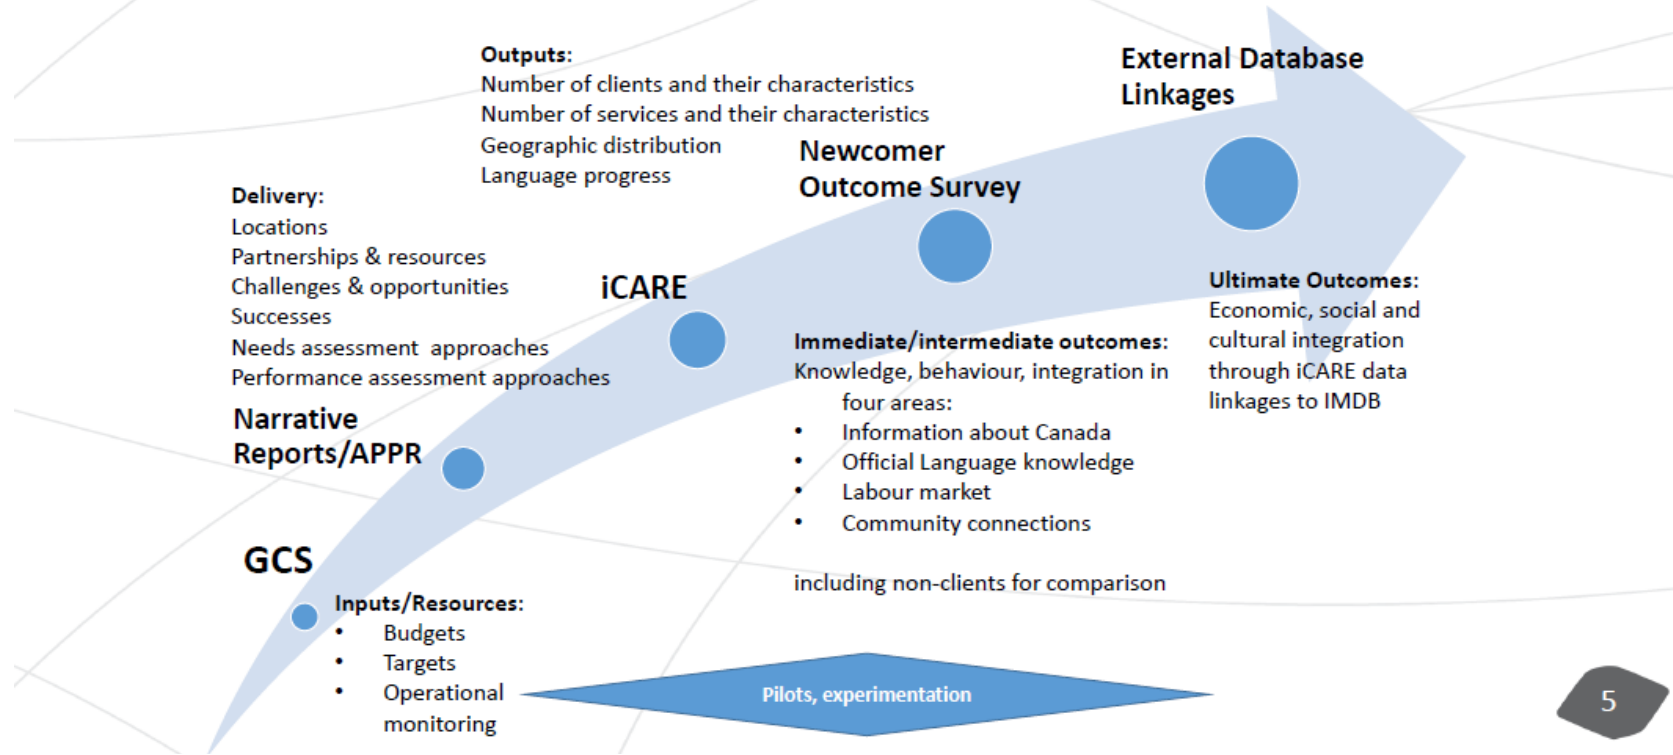 Outputs:
Number of clients and their characteristics
Number of services and their characteristics
Geographic distribution
Language progress
External Database
Linkages
Newcomer
Outcome Survey
Delivery:
Locations
Partnerships & resources
Challenges & opportunities
Successes
Needs assessment approaches
Performance assessment approaches
iCARE
Narrative
Reports/APPR
Ultimate Outcomes:
Economic, social and
cultural integration
through iCARE data
linkages to IMDB
Immediate/intermediate outcomes:
Knowledge, behaviour, integration in
four areas:
• Information about Canada
• Official Language knowledge
• Labour market
• Community connections
including non-clients for comparison
GCS
Inputs/Resources:
• Budgets
• Targets
• Operational
monitoring
Pilots, experimentation
5